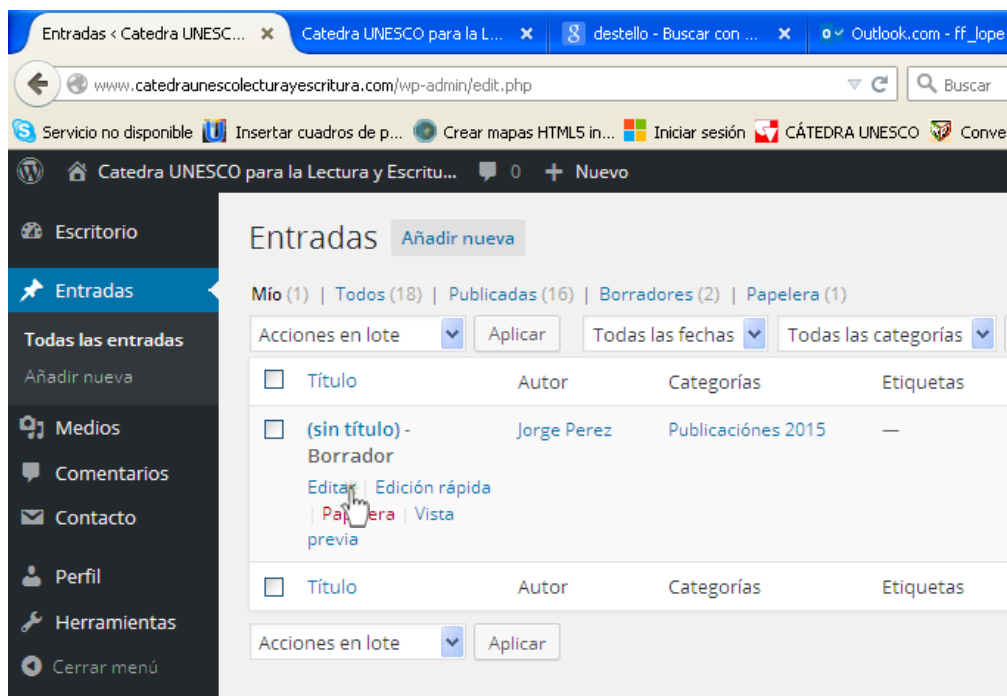 Entradas ‹ Catedra UNESC... Catedra UNESCO para la L... destello - Buscar con ... Outlook.com - ff_lope
www.catedraunescolecturayescritura.com/wp-admin/edit.php Buscar
Servicio no disponible Insertar cuadros de p... Crear mapas HTML5 in... Iniciar sesión CÁTEDRA UNESCO Conve
Catedra UNESCO para la Lectura y Escritu... 0 + Nuevo
Escritorio
Entradas
Todas las entradas
Añadir nueva
Medios
Comentarios
Contacto
Perfil
Herramientas
Cerrar menú
Entradas Añadir nueva
Mío (1) | Todos (18) | Publicadas (16) | Borradores (2) | Papelera (1)
Acciones en lote Aplicar Todas las fechas Todas las categorías
Título Autor Categorías Etiquetas
(sin título) - Jorge Perez Publicaciónes 2015 —
Borrador
Editar | Edición rápida
| Papelera | Vista
previa
Título Autor Categorías Etiquetas
Acciones en lote Aplicar